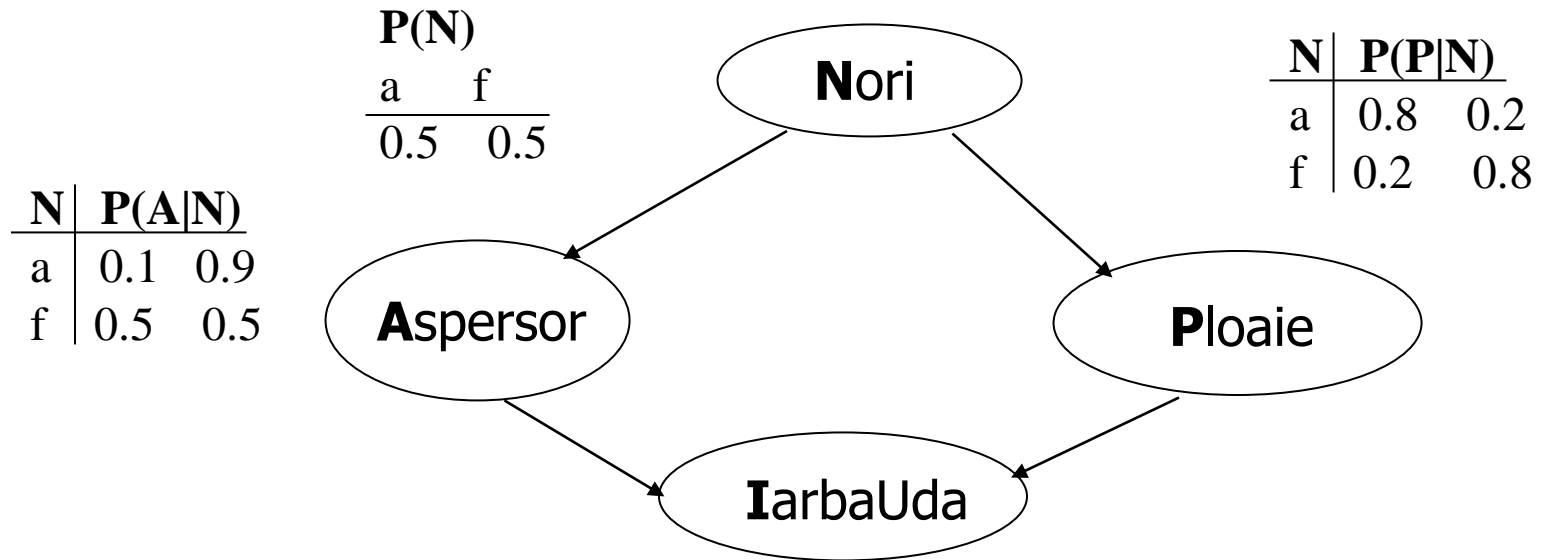 P(N)
a f
0.5 0.5
Nori
N P(P|N)
a 0.8 0.2
f 0.2 0.8
N P(A|N)
a 0.1 0.9
f 0.5 0.5
Aspersor
Ploaie
IarbaUda